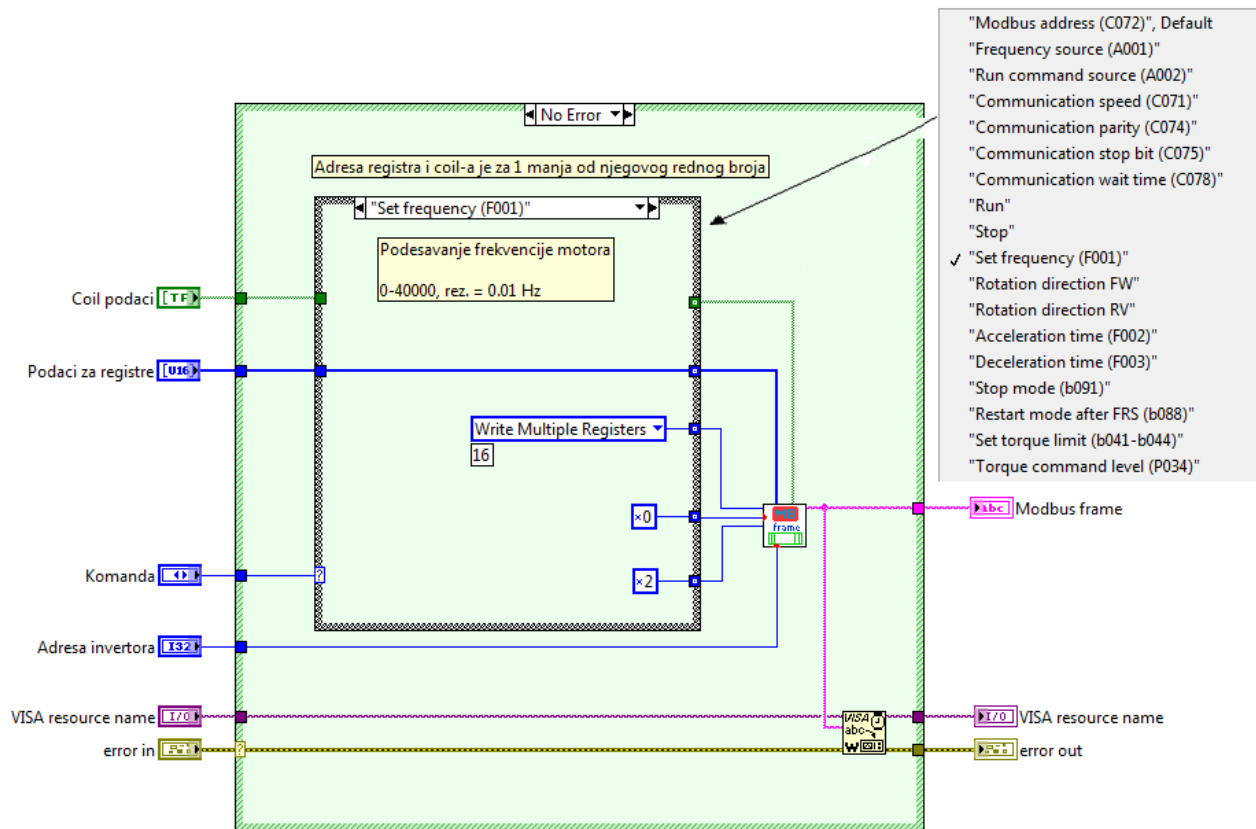 "Modbus address (C072)", Default
"Frequency source (A001)"
"Run command source (A002)"
"Communication speed (C071)"
"Communication parity (C074)"
"Communication stop bit (C075)"
"Communication wait time (C078)"
"Run"
"Stop"
✓ "Set frequency (F001)"
"Rotation direction FW"
"Rotation direction RV"
"Acceleration time (F002)"
"Deceleration time (F003)"
"Stop mode (b091)"
"Restart mode after FRS (b088)"
"Set torque limit (b041-b044)"
"Torque command level (P034)"
No Error
Adresa registra i coil-a je za 1 manja od njegovog rednog broja
"Set frequency (F001)"
Podesavanje frekvencije motora
0-40000, rez. = 0.01 Hz
Coil podaci
TF
Podaci za registre
U16
Write Multiple Registers
16
×0
MB
frame
abc
Modbus frame
Komanda
×2
?
Adresa invertora
I32
VISA resource name
I/O
VISA
abc
W
I/O
VISA resource name
error in
?
error out